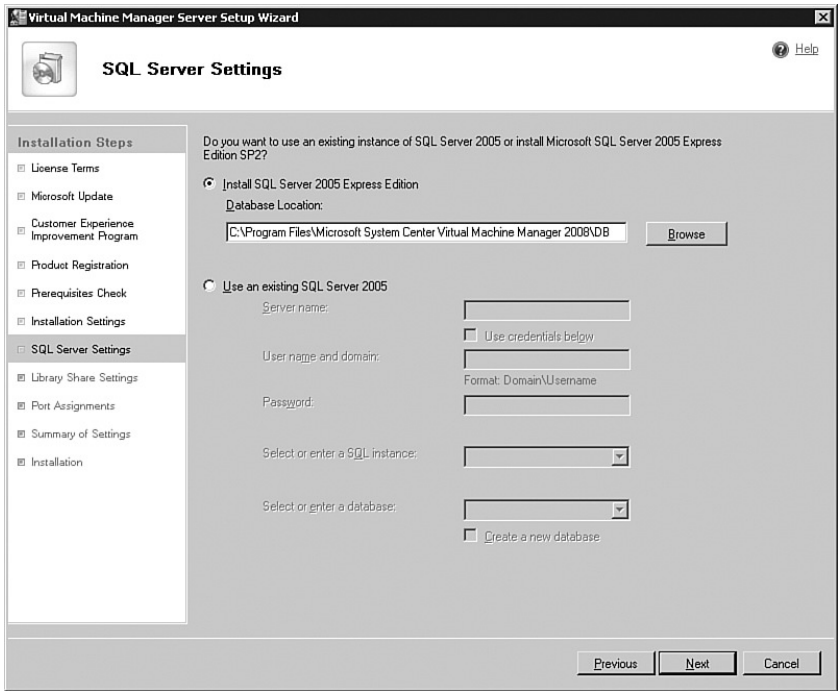 Virtual Machine Manager Server Setup Wizard
Help
SQL Server Settings
Installation Steps
License Terms
Microsoft Update
Customer Experience
Improvement Program
Product Registration
Prerequisites Check
Installation Settings
SQL Server Settings
Library Share Settings
Port Assignments
Summary of Settings
Installation
Do you want to use an existing instance of SQL Server 2005 or install Microsoft SQL Server 2005 Express
Edition SP2?
Install SQL Server 2005 Express Edition
Database Location:
C:\Program Files\Microsoft System Center Virtual Machine Manager 2008\DB
Browse
Use an existing SQL Server 2005
Server name:
Use credentials below
User name and domain:
Format: Domain\Username
Password:
Select or enter a SQL instance:
Select or enter a database:
Create a new database
Previous
Next
Cancel